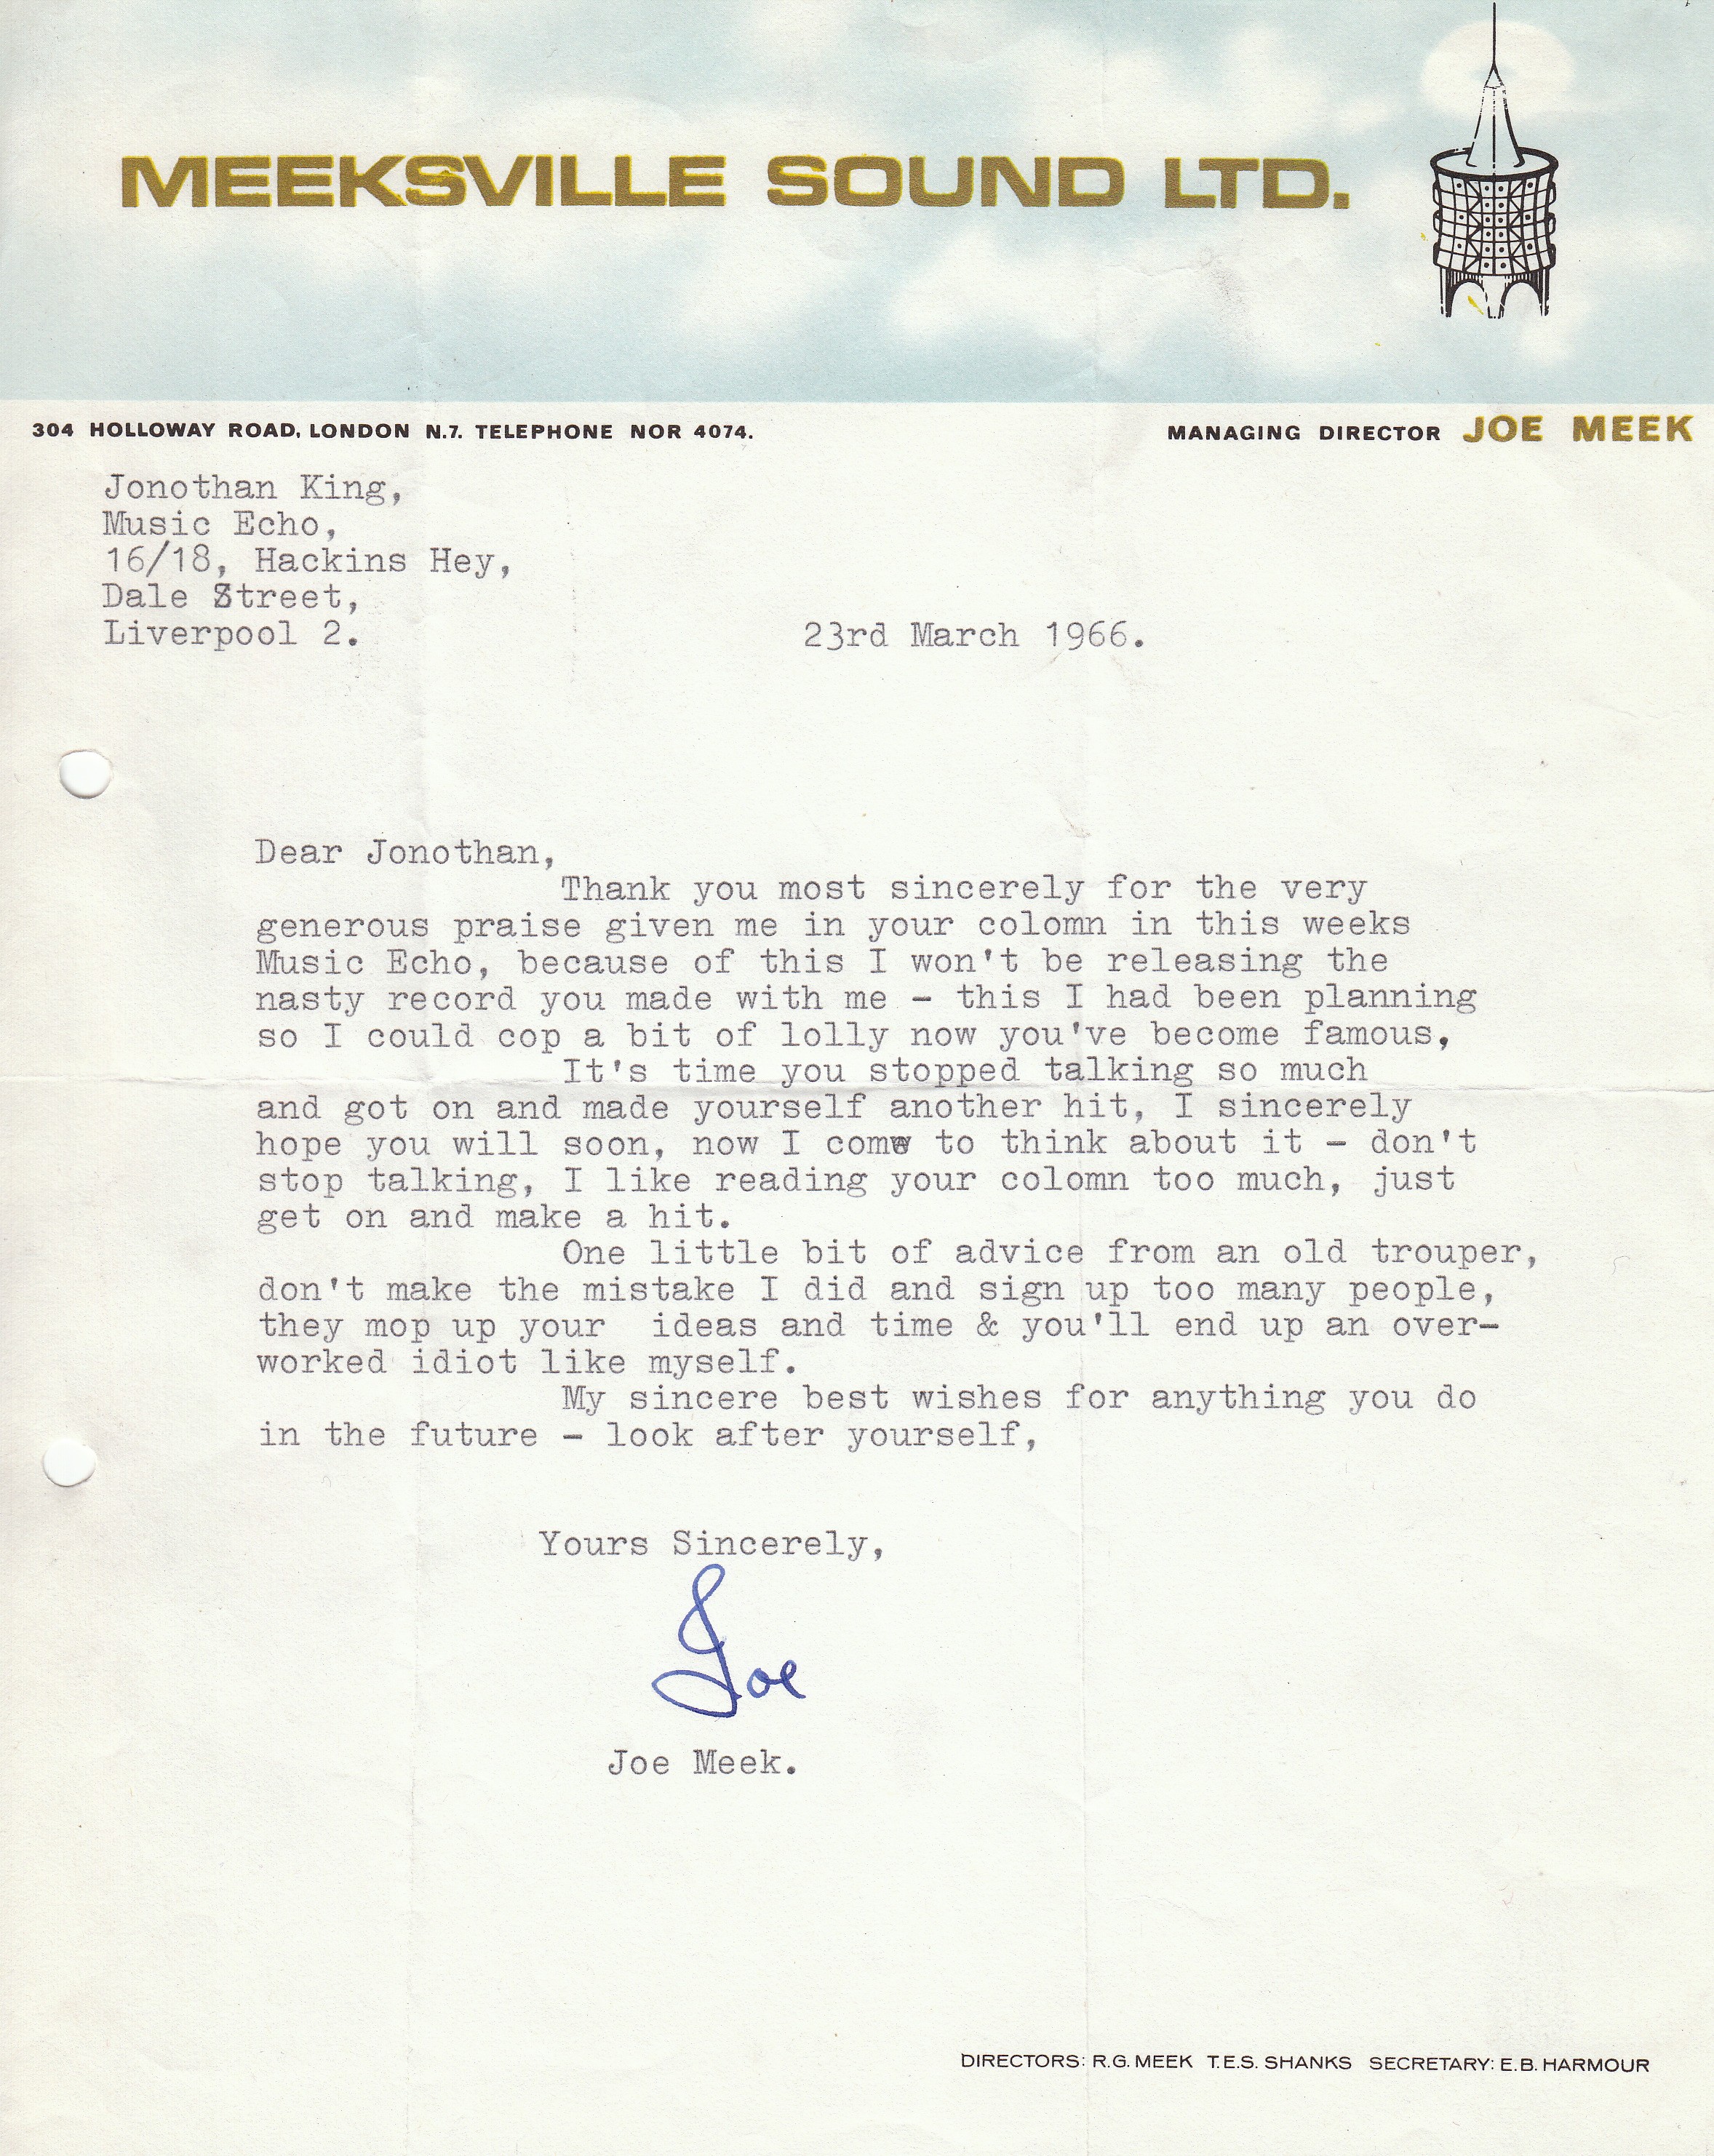 MEEKSVILLE SOUND LTD.
304 HOLLOWAY ROAD, LONDON N.7. TELEPHONE NOR 4074.
MANAGING DIRECTOR JOE MEEK
Jonothan King,
Music Echo,
16/18, Hackins Hey,
Dale Street,
Liverpool 2.
23rd March 1966.
Dear Jonothan,
Thank you most sincerely for the very
generous praise given me in your colomn in this weeks
Music Echo, because of this I won't be releasing the
nasty record you made with me - this I had been planning
so I could cop a bit of lolly now you've become famous,
It's time you stopped talking so much
and got on and made yourself another hit, I sincerely
hope you will soon, now I come to think about it - don't
stop talking, I like reading your colomn too much, just
get on and make a hit.
One little bit of advice from an old trouper,
don't make the mistake I did and sign up too many people,
they mop up your ideas and time & you'll end up an over-
worked idiot like myself.
My sincere best wishes for anything you do
in the future - look after yourself,
Yours Sincerely,
Joe
Joe Meek.
DIRECTORS: R.G. MEEK T.E.S. SHANKS SECRETARY: E.B. HARMOUR